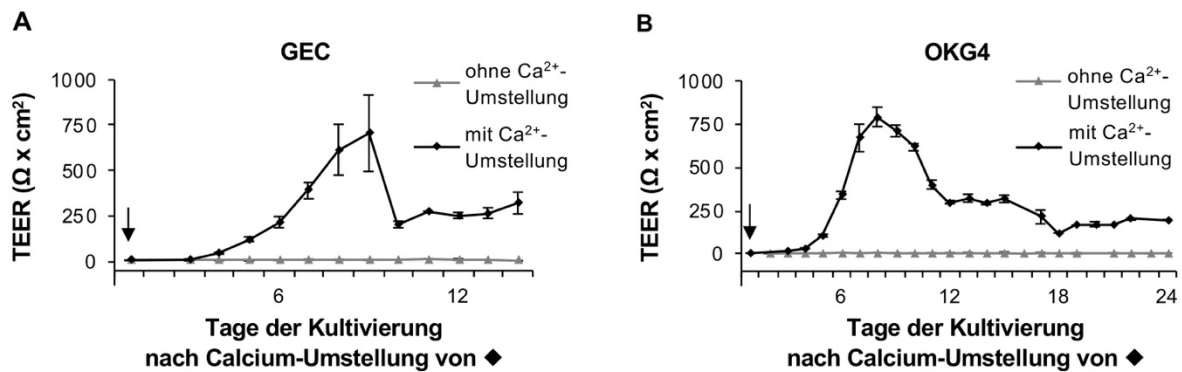 A
GEC
TEER (Ω x cm²)
1000
750
500
250
0
ohne Ca²⁺-
Umstellung
mit Ca²⁺-
Umstellung
6
12
Tage der Kultivierung
nach Calcium-Umstellung von ◆
B
OKG4
TEER (Ω x cm²)
1000
750
500
250
0
ohne Ca²⁺-
Umstellung
mit Ca²⁺-
Umstellung
6
12
18
24
Tage der Kultivierung
nach Calcium-Umstellung von ◆